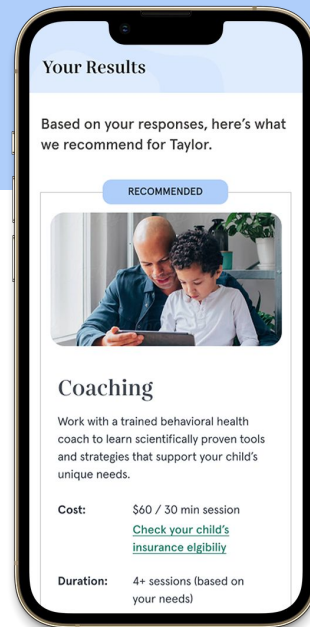 Your Results
Based on your responses, here’s what
we recommend for Taylor.
RECOMMENDED
Coaching
Work with a trained behavioral health
coach to learn scientifically proven tools
and strategies that support your child’s
unique needs.
Cost: $60 / 30 min session
Check your child’s
insurance elgibiliy
Duration: 4+ sessions (based on
your needs)